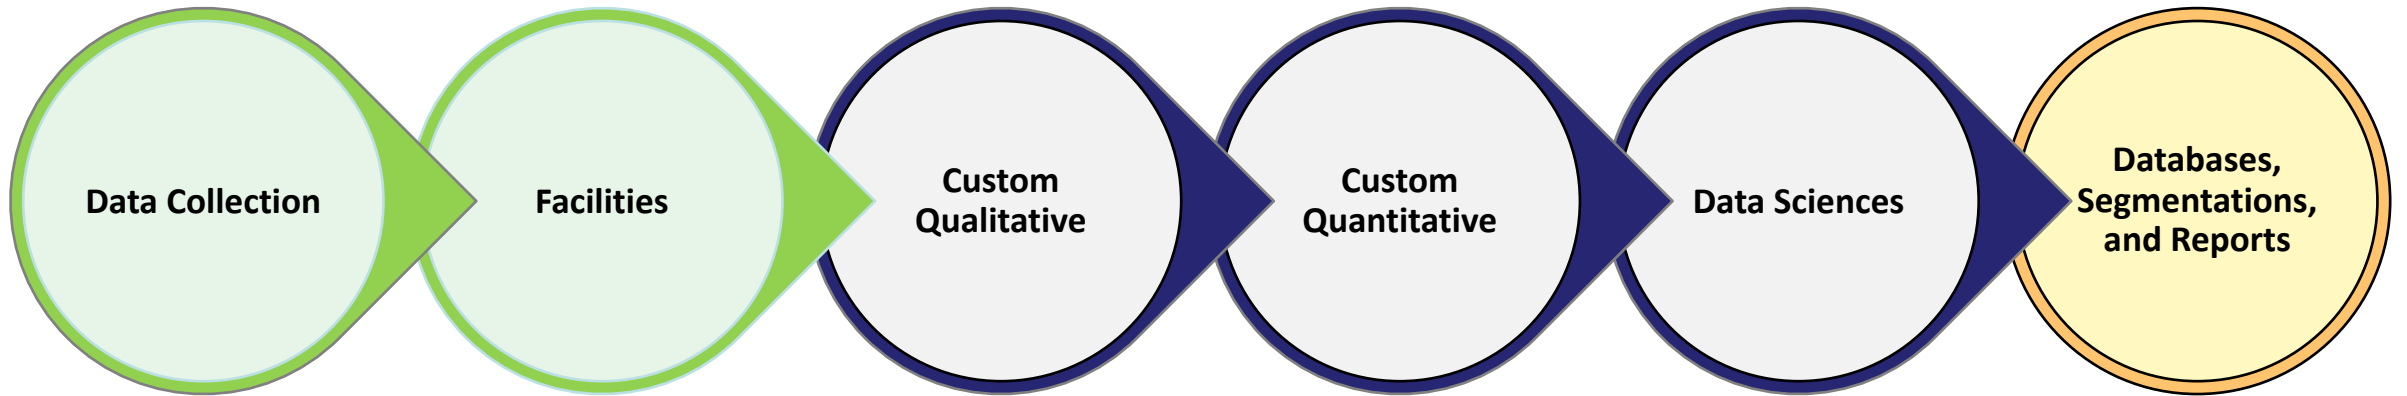 Data Collection
Facilities
Custom
Qualitative
Custom
Quantitative
Data Sciences
Databases,
Segmentations,
and Reports